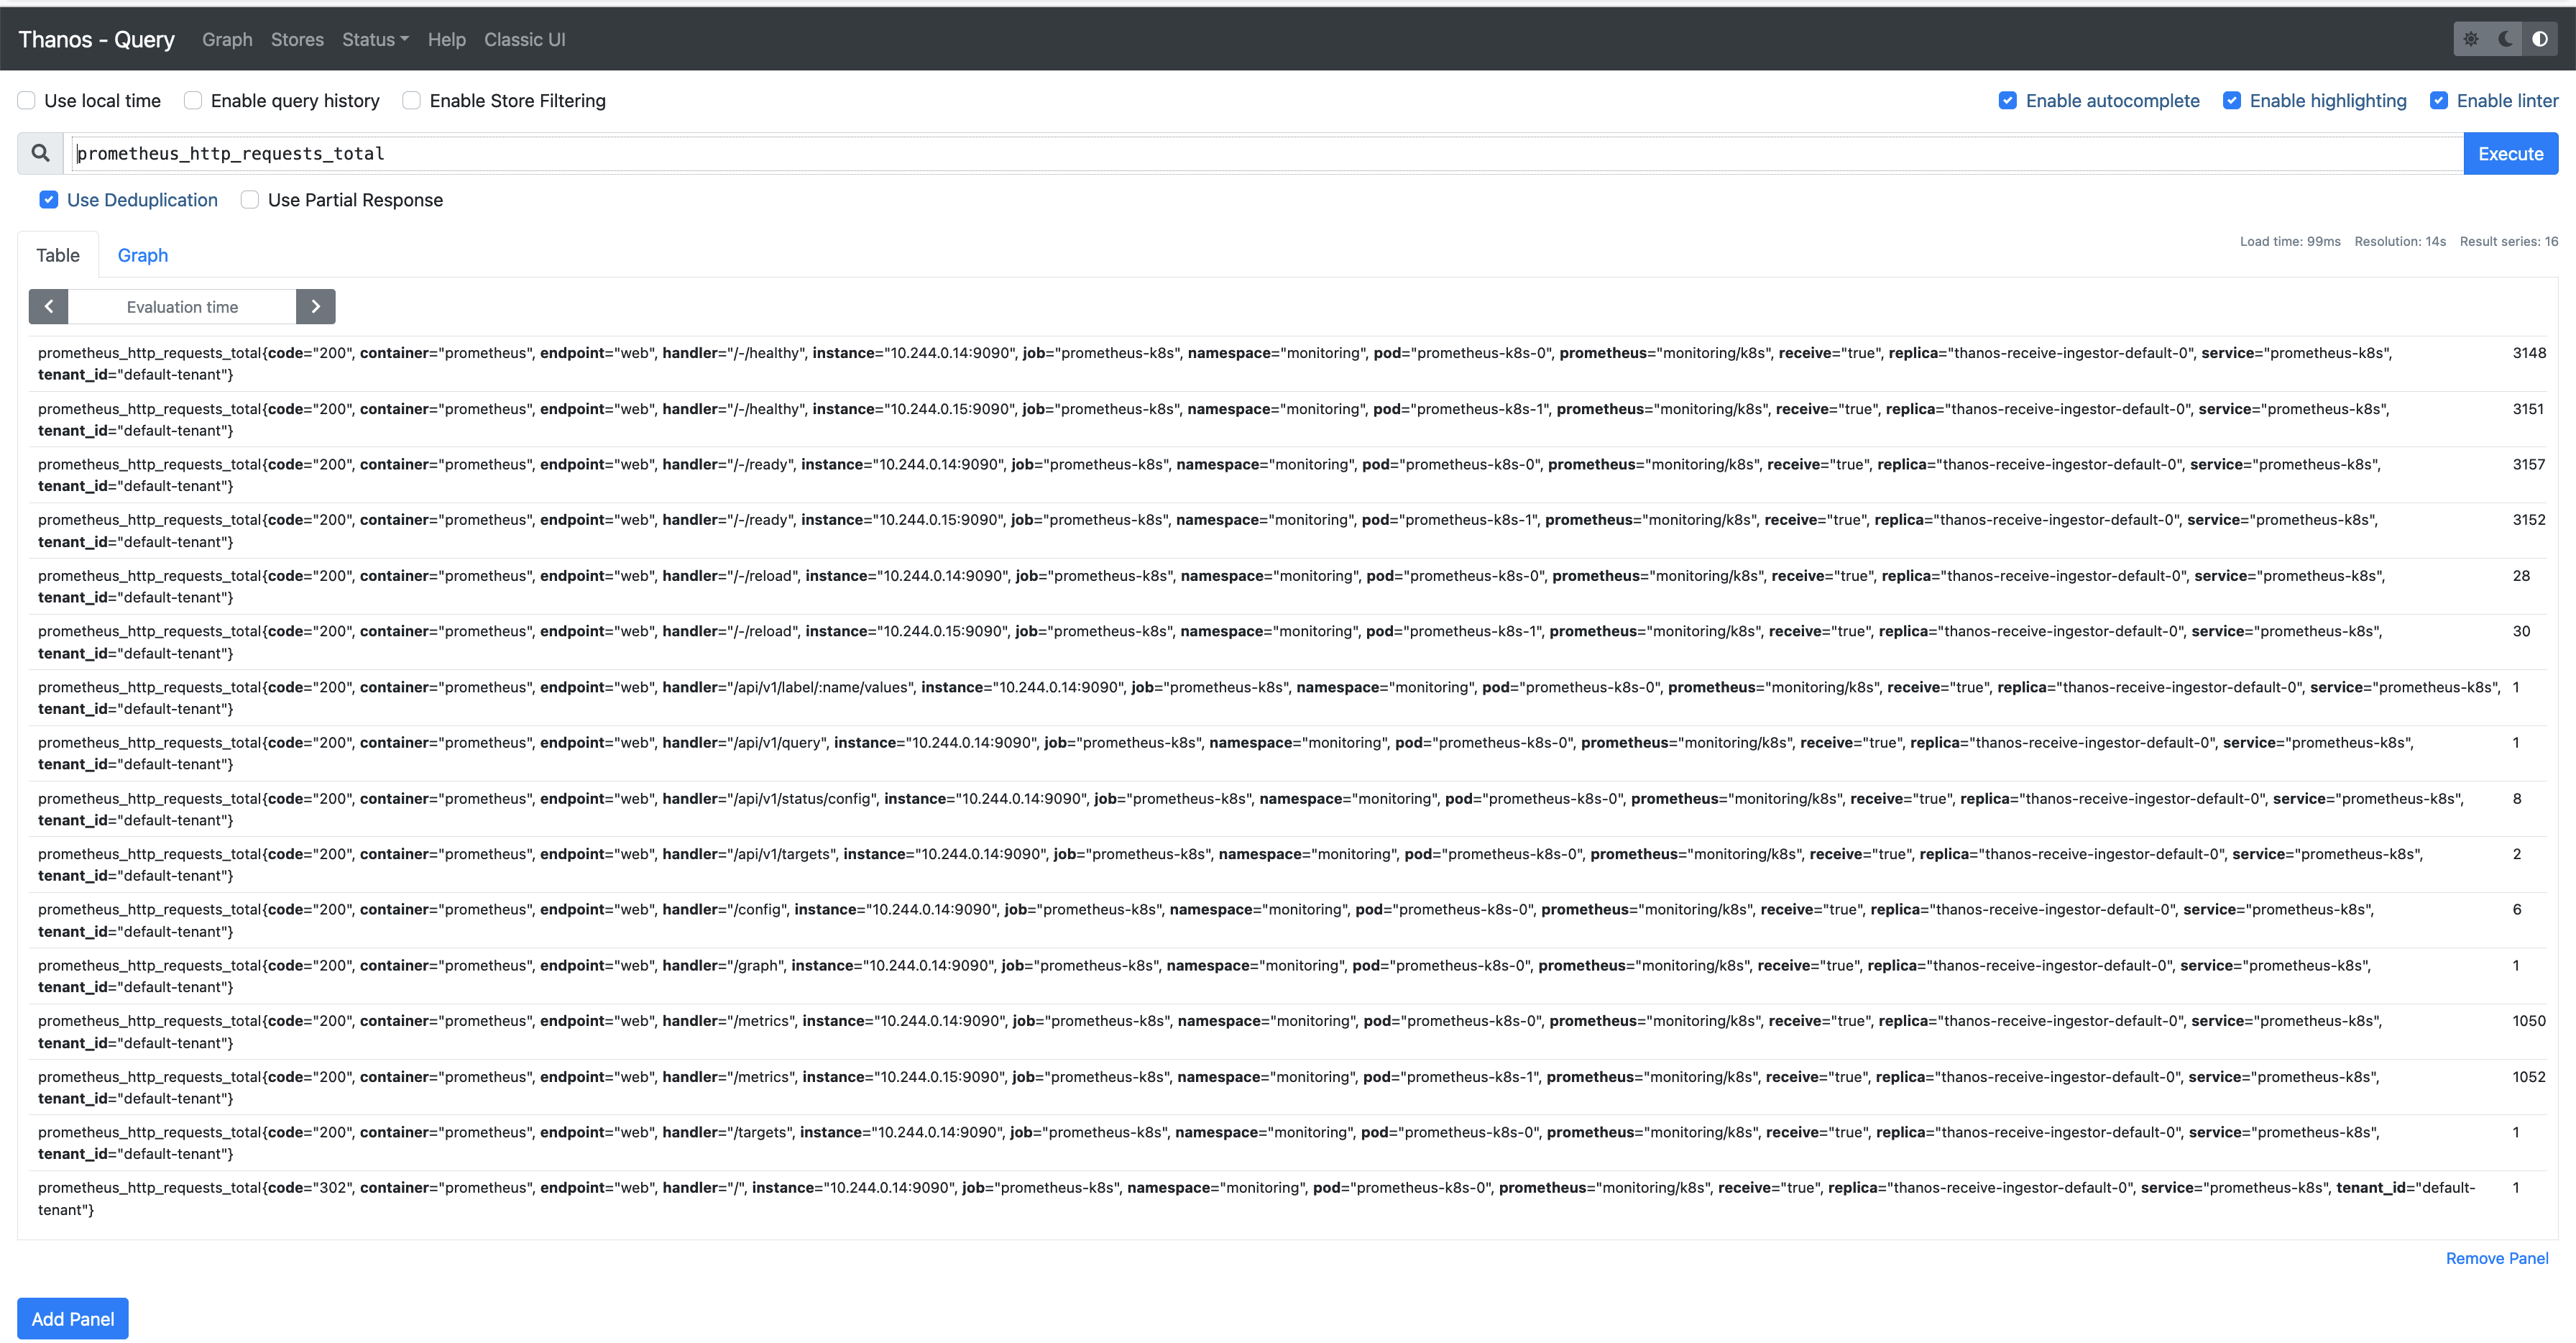 Thanos - Query Graph Stores Status Help Classic UI
Use local time Enable query history Enable Store Filtering Enable autocomplete Enable highlighting Enable linter
prometheus_http_requests_total Execute
Use Deduplication Use Partial Response
Table Graph Load time: 99ms Resolution: 14s Result series: 16
Evaluation time
prometheus_http_requests_total{code="200", container="prometheus", endpoint="web", handler="/-/healthy", instance="10.244.0.14:9090", job="prometheus-k8s", namespace="monitoring", pod="prometheus-k8s-0", prometheus="monitoring/k8s", receive="true", replica="thanos-receive-ingestor-default-0", service="prometheus-k8s", 3148
tenant_id="default-tenant"}
prometheus_http_requests_total{code="200", container="prometheus", endpoint="web", handler="/-/healthy", instance="10.244.0.15:9090", job="prometheus-k8s", namespace="monitoring", pod="prometheus-k8s-1", prometheus="monitoring/k8s", receive="true", replica="thanos-receive-ingestor-default-0", service="prometheus-k8s", 3151
tenant_id="default-tenant"}
prometheus_http_requests_total{code="200", container="prometheus", endpoint="web", handler="/-/ready", instance="10.244.0.14:9090", job="prometheus-k8s", namespace="monitoring", pod="prometheus-k8s-0", prometheus="monitoring/k8s", receive="true", replica="thanos-receive-ingestor-default-0", service="prometheus-k8s", 3157
tenant_id="default-tenant"}
prometheus_http_requests_total{code="200", container="prometheus", endpoint="web", handler="/-/ready", instance="10.244.0.15:9090", job="prometheus-k8s", namespace="monitoring", pod="prometheus-k8s-1", prometheus="monitoring/k8s", receive="true", replica="thanos-receive-ingestor-default-0", service="prometheus-k8s", 3152
tenant_id="default-tenant"}
prometheus_http_requests_total{code="200", container="prometheus", endpoint="web", handler="/-/reload", instance="10.244.0.14:9090", job="prometheus-k8s", namespace="monitoring", pod="prometheus-k8s-0", prometheus="monitoring/k8s", receive="true", replica="thanos-receive-ingestor-default-0", service="prometheus-k8s", 28
tenant_id="default-tenant"}
prometheus_http_requests_total{code="200", container="prometheus", endpoint="web", handler="/-/reload", instance="10.244.0.15:9090", job="prometheus-k8s", namespace="monitoring", pod="prometheus-k8s-1", prometheus="monitoring/k8s", receive="true", replica="thanos-receive-ingestor-default-0", service="prometheus-k8s", 30
tenant_id="default-tenant"}
prometheus_http_requests_total{code="200", container="prometheus", endpoint="web", handler="/api/v1/label/:name/values", instance="10.244.0.14:9090", job="prometheus-k8s", namespace="monitoring", pod="prometheus-k8s-0", prometheus="monitoring/k8s", receive="true", replica="thanos-receive-ingestor-default-0", service="prometheus-k8s", 1
tenant_id="default-tenant"}
prometheus_http_requests_total{code="200", container="prometheus", endpoint="web", handler="/api/v1/query", instance="10.244.0.14:9090", job="prometheus-k8s", namespace="monitoring", pod="prometheus-k8s-0", prometheus="monitoring/k8s", receive="true", replica="thanos-receive-ingestor-default-0", service="prometheus-k8s", 1
tenant_id="default-tenant"}
prometheus_http_requests_total{code="200", container="prometheus", endpoint="web", handler="/api/v1/status/config", instance="10.244.0.14:9090", job="prometheus-k8s", namespace="monitoring", pod="prometheus-k8s-0", prometheus="monitoring/k8s", receive="true", replica="thanos-receive-ingestor-default-0", service="prometheus-k8s", 8
tenant_id="default-tenant"}
prometheus_http_requests_total{code="200", container="prometheus", endpoint="web", handler="/api/v1/targets", instance="10.244.0.14:9090", job="prometheus-k8s", namespace="monitoring", pod="prometheus-k8s-0", prometheus="monitoring/k8s", receive="true", replica="thanos-receive-ingestor-default-0", service="prometheus-k8s", 2
tenant_id="default-tenant"}
prometheus_http_requests_total{code="200", container="prometheus", endpoint="web", handler="/config", instance="10.244.0.14:9090", job="prometheus-k8s", namespace="monitoring", pod="prometheus-k8s-0", prometheus="monitoring/k8s", receive="true", replica="thanos-receive-ingestor-default-0", service="prometheus-k8s", 6
tenant_id="default-tenant"}
prometheus_http_requests_total{code="200", container="prometheus", endpoint="web", handler="/graph", instance="10.244.0.14:9090", job="prometheus-k8s", namespace="monitoring", pod="prometheus-k8s-0", prometheus="monitoring/k8s", receive="true", replica="thanos-receive-ingestor-default-0", service="prometheus-k8s", 1
tenant_id="default-tenant"}
prometheus_http_requests_total{code="200", container="prometheus", endpoint="web", handler="/metrics", instance="10.244.0.14:9090", job="prometheus-k8s", namespace="monitoring", pod="prometheus-k8s-0", prometheus="monitoring/k8s", receive="true", replica="thanos-receive-ingestor-default-0", service="prometheus-k8s", 1050
tenant_id="default-tenant"}
prometheus_http_requests_total{code="200", container="prometheus", endpoint="web", handler="/metrics", instance="10.244.0.15:9090", job="prometheus-k8s", namespace="monitoring", pod="prometheus-k8s-1", prometheus="monitoring/k8s", receive="true", replica="thanos-receive-ingestor-default-0", service="prometheus-k8s", 1052
tenant_id="default-tenant"}
prometheus_http_requests_total{code="200", container="prometheus", endpoint="web", handler="/targets", instance="10.244.0.14:9090", job="prometheus-k8s", namespace="monitoring", pod="prometheus-k8s-0", prometheus="monitoring/k8s", receive="true", replica="thanos-receive-ingestor-default-0", service="prometheus-k8s", 1
tenant_id="default-tenant"}
prometheus_http_requests_total{code="302", container="prometheus", endpoint="web", handler="/", instance="10.244.0.14:9090", job="prometheus-k8s", namespace="monitoring", pod="prometheus-k8s-0", prometheus="monitoring/k8s", receive="true", replica="thanos-receive-ingestor-default-0", service="prometheus-k8s", tenant_id="default- 1
tenant"}
Remove Panel
Add Panel